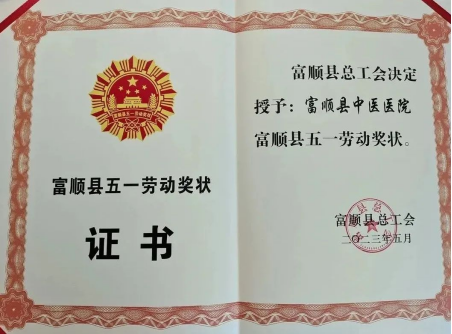 富顺县五一劳动奖状
证书
富顺县总工会决定
授予：富顺县中医医院
富顺县五一劳动奖状。
富顺县总工会
二〇二三年五月